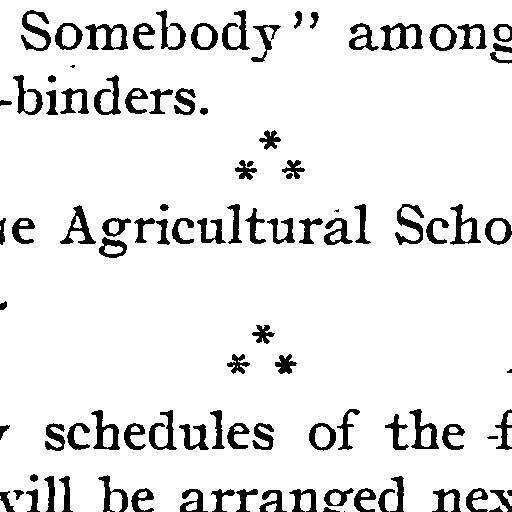 Somebody” among
-binders.
*
* *
Agricultural Scho
*
* *
schedules of the f
will be arranged nex